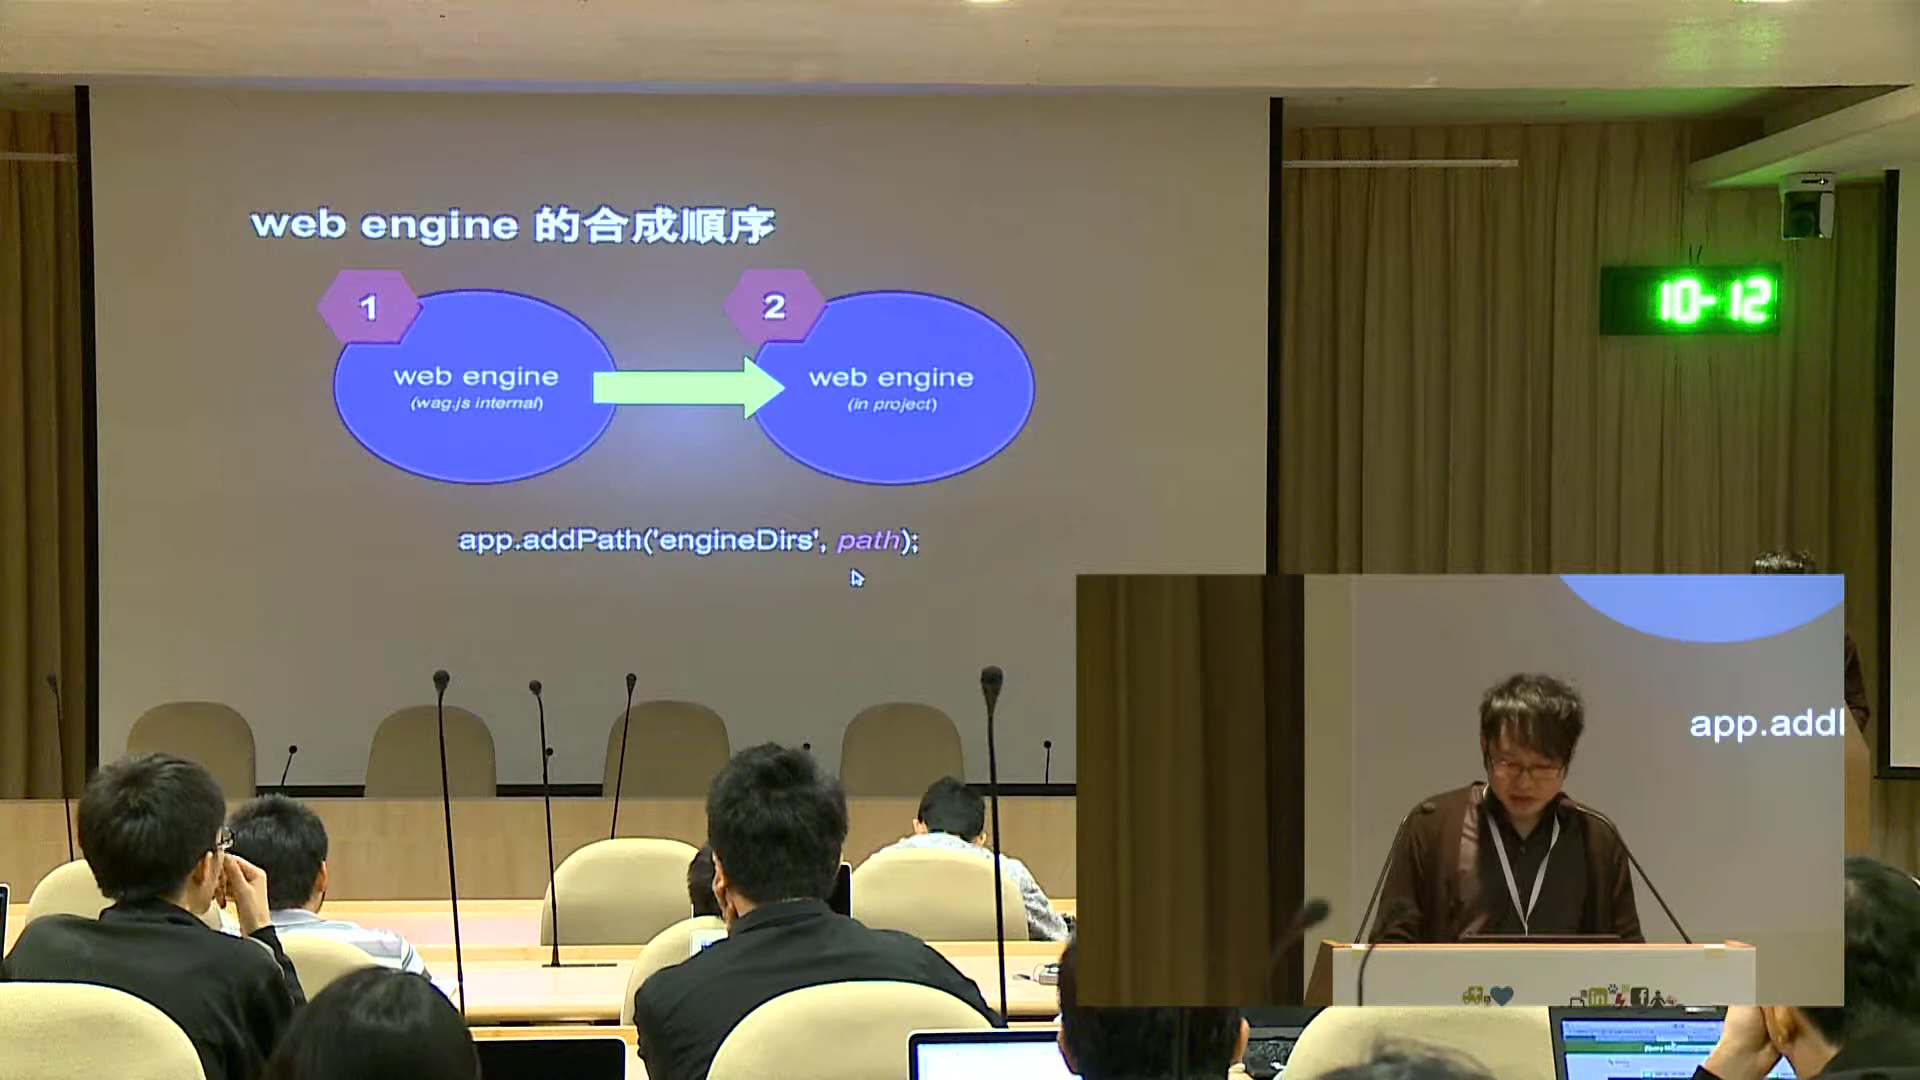 web engine 的合成順序
1
2
web engine
(wag.js internal)
web engine
(in project)
app.addPath('engineDirs', path);
10-12
app.addl
in
f